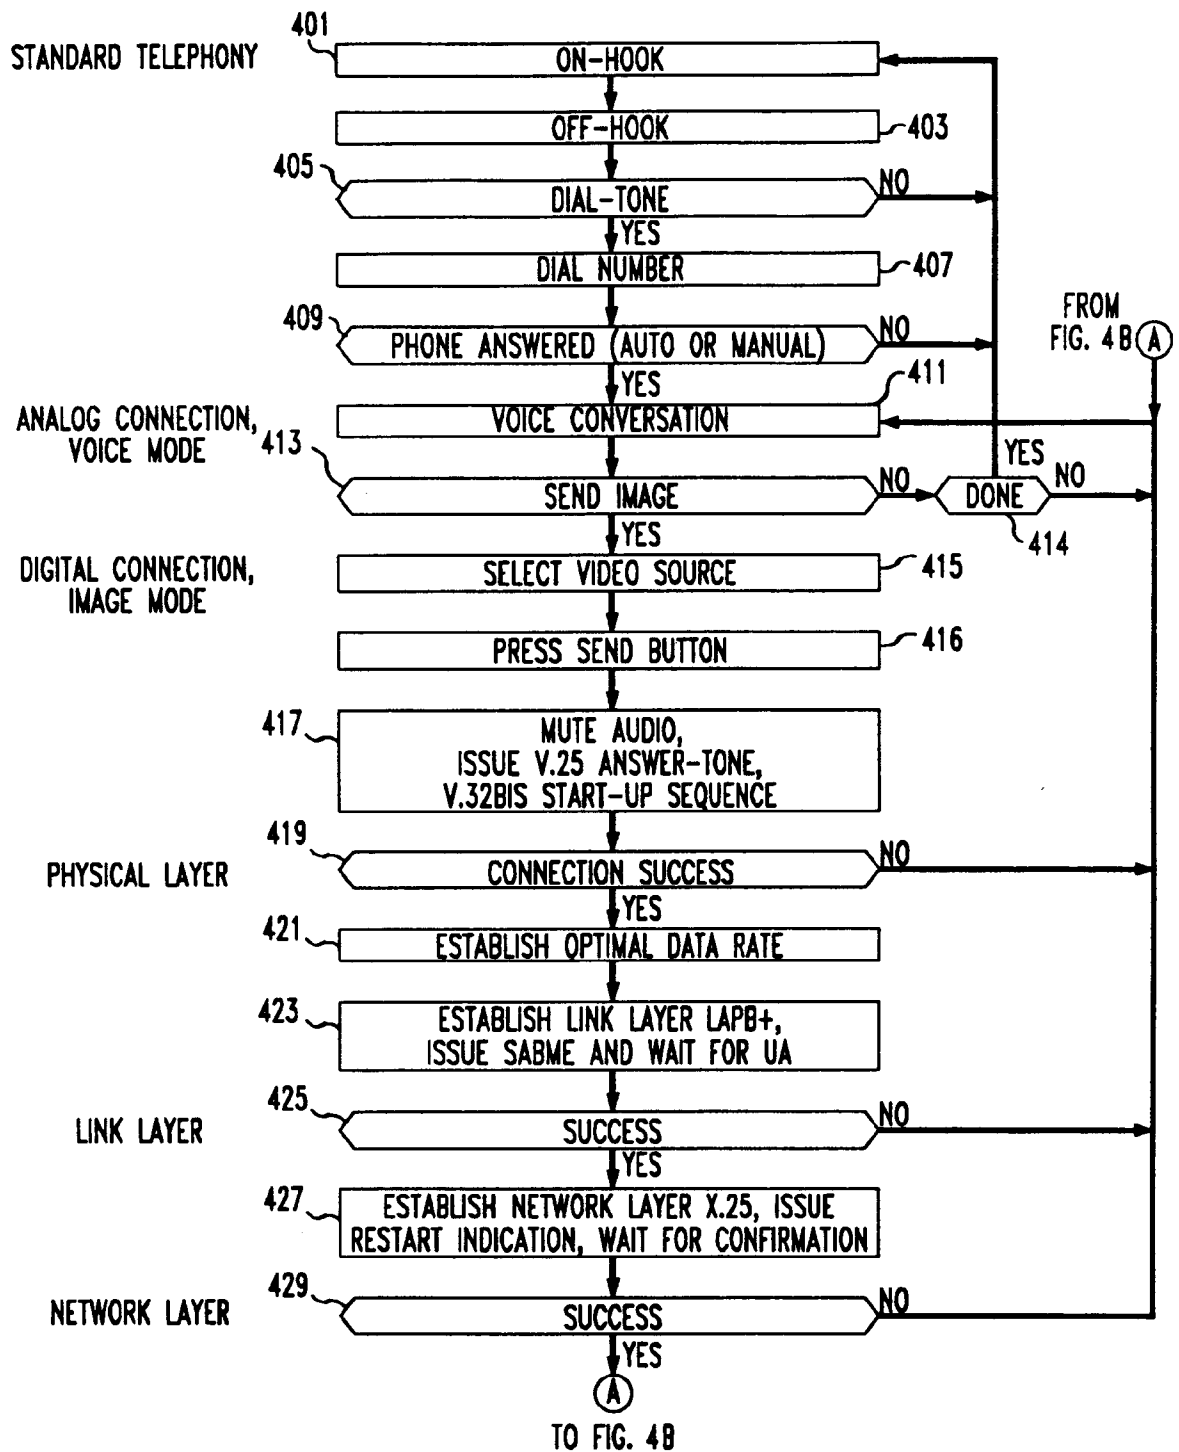 401
STANDARD TELEPHONY
ON-HOOK
OFF-HOOK
403
405
DIAL-TONE
NO
YES
DIAL NUMBER
407
409
PHONE ANSWERED (AUTO OR MANUAL)
NO
FROM
FIG. 4B
A
YES
411
ANALOG CONNECTION,
VOICE MODE
VOICE CONVERSATION
413
SEND IMAGE
NO
DONE
YES
NO
414
YES
DIGITAL CONNECTION,
IMAGE MODE
SELECT VIDEO SOURCE
415
PRESS SEND BUTTON
416
417
MUTE AUDIO,
ISSUE V.25 ANSWER-TONE,
V.32BIS START-UP SEQUENCE
419
PHYSICAL LAYER
CONNECTION SUCCESS
NO
YES
421
ESTABLISH OPTIMAL DATA RATE
423
ESTABLISH LINK LAYER LAPB+,
ISSUE SABME AND WAIT FOR UA
425
LINK LAYER
SUCCESS
NO
YES
427
ESTABLISH NETWORK LAYER X.25, ISSUE
RESTART INDICATION, WAIT FOR CONFIRMATION
429
NETWORK LAYER
SUCCESS
NO
YES
A
TO FIG. 4B